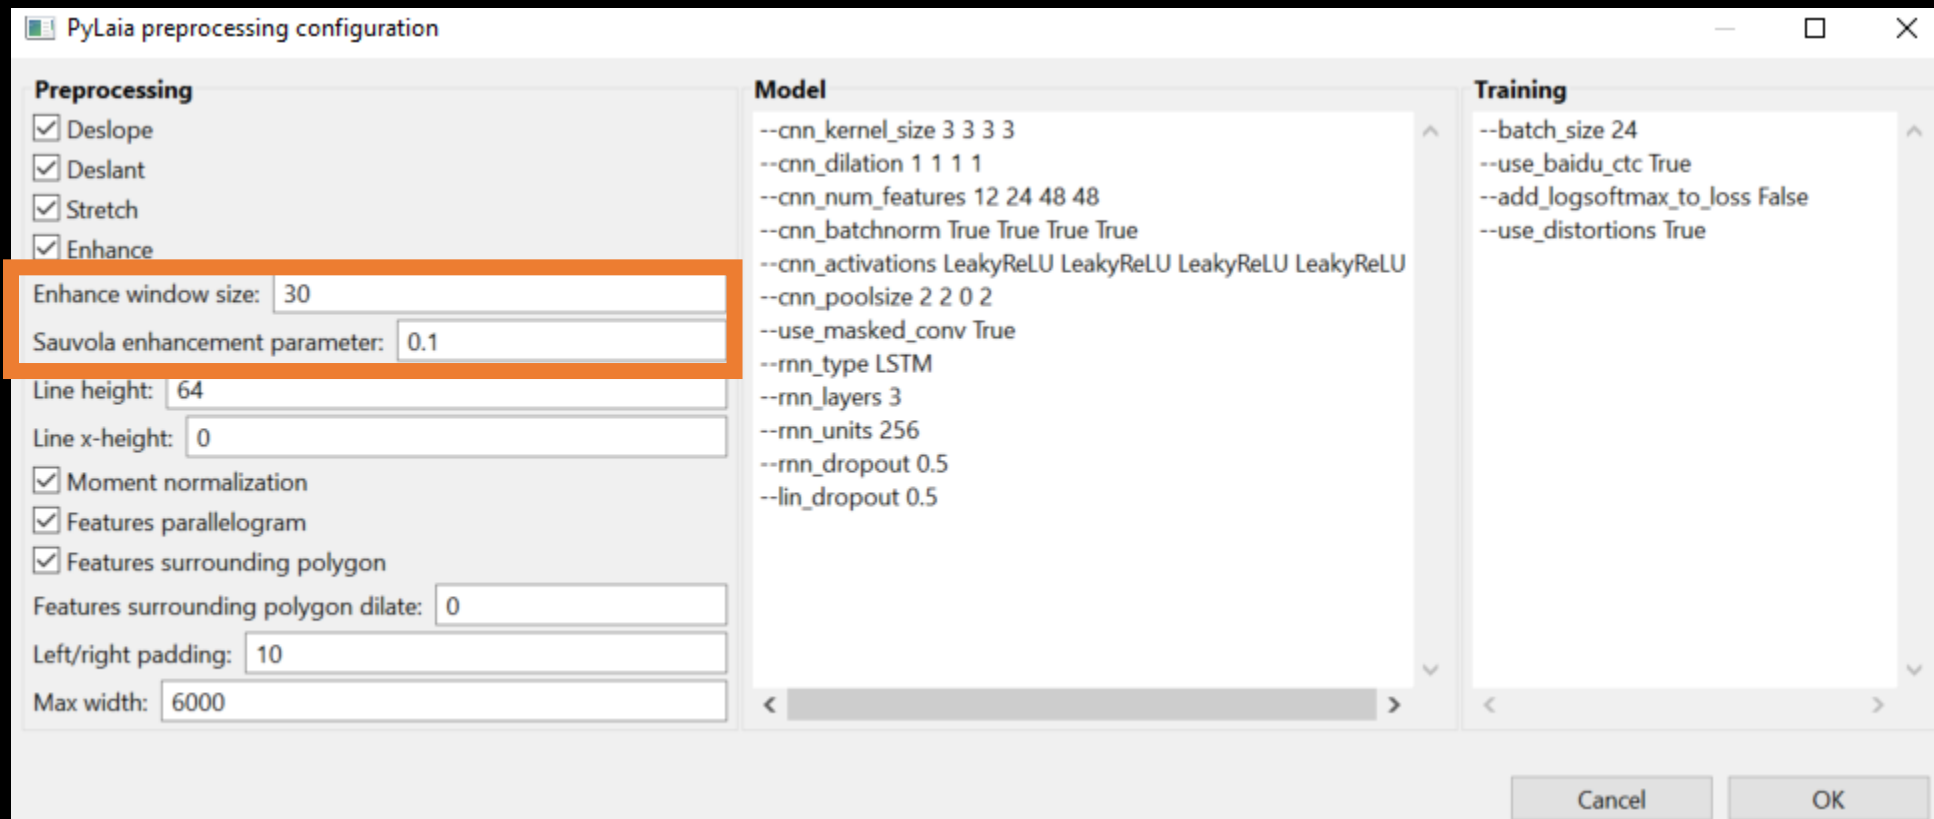 PyLaia preprocessing configuration
Preprocessing
Deslope
Deslant
Stretch
Enhance
Enhance window size: 30
Sauvola enhancement parameter: 0.1
Line height: 64
Line x-height: 0
Moment normalization
Features parallelogram
Features surrounding polygon
Features surrounding polygon dilate: 0
Left/right padding: 10
Max width: 6000
Model
--cnn_kernel_size 3 3 3 3
--cnn_dilation 1 1 1 1
--cnn_num_features 12 24 48 48
--cnn_batchnorm True True True True
--cnn_activations LeakyReLU LeakyReLU LeakyReLU LeakyReLU
--cnn_poolsize 2 2 0 2
--use_masked_conv True
--rnn_type LSTM
--rnn_layers 3
--rnn_units 256
--rnn_dropout 0.5
--lin_dropout 0.5
Training
--batch_size 24
--use_baidu_ctc True
--add_logsoftmax_to_loss False
--use_distortions True
Cancel
OK